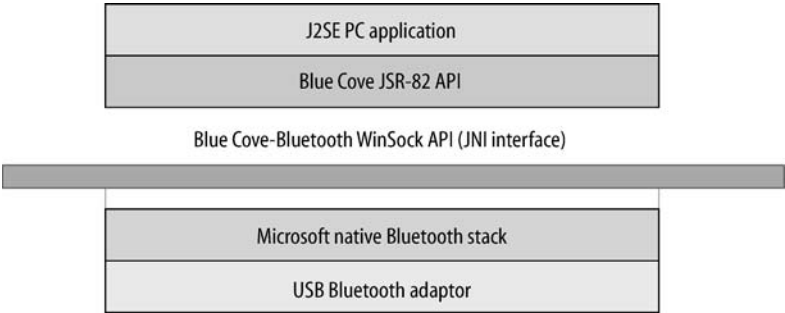 J2SE PC application
Blue Cove JSR-82 API
Blue Cove-Bluetooth WinSock API (JNI interface)
Microsoft native Bluetooth stack
USB Bluetooth adaptor